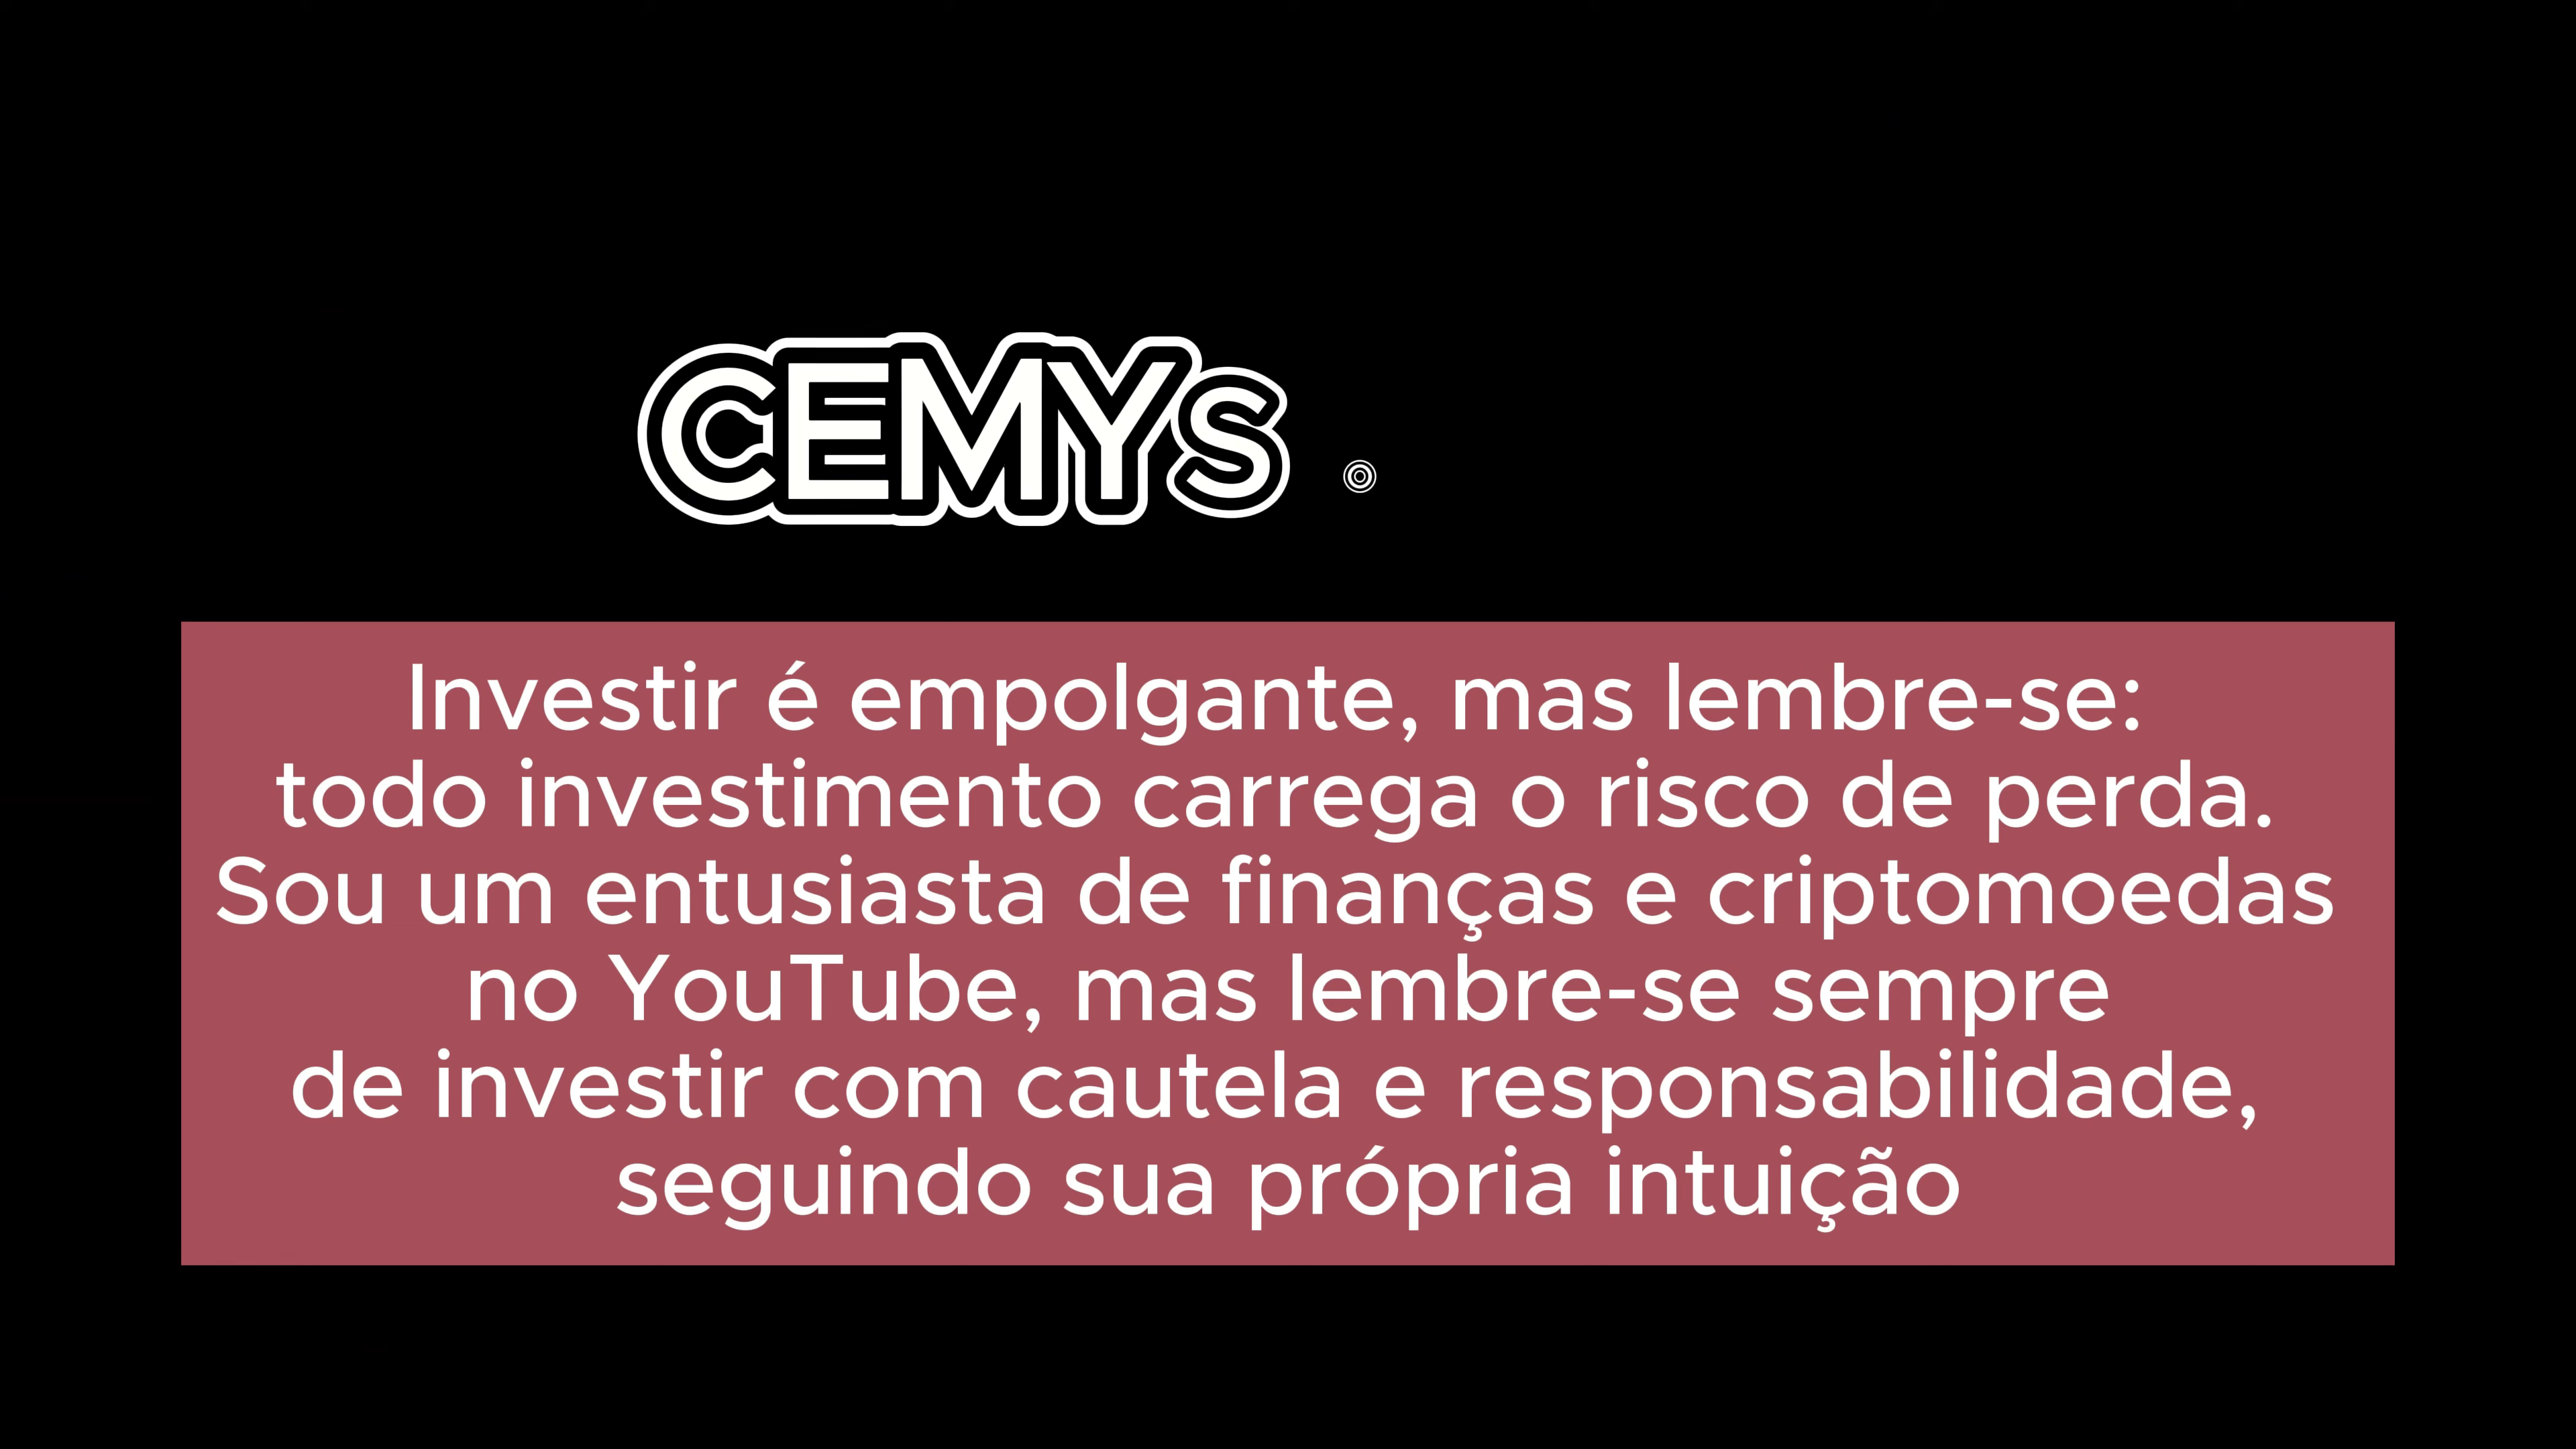 CEMYs
Investir é empolgante, mas lembre-se:
todo investimento carrega o risco de perda.
Sou um entusiasta de finanças e criptomoedas
no YouTube, mas lembre-se sempre
de investir com cautela e responsabilidade,
seguindo sua própria intuição